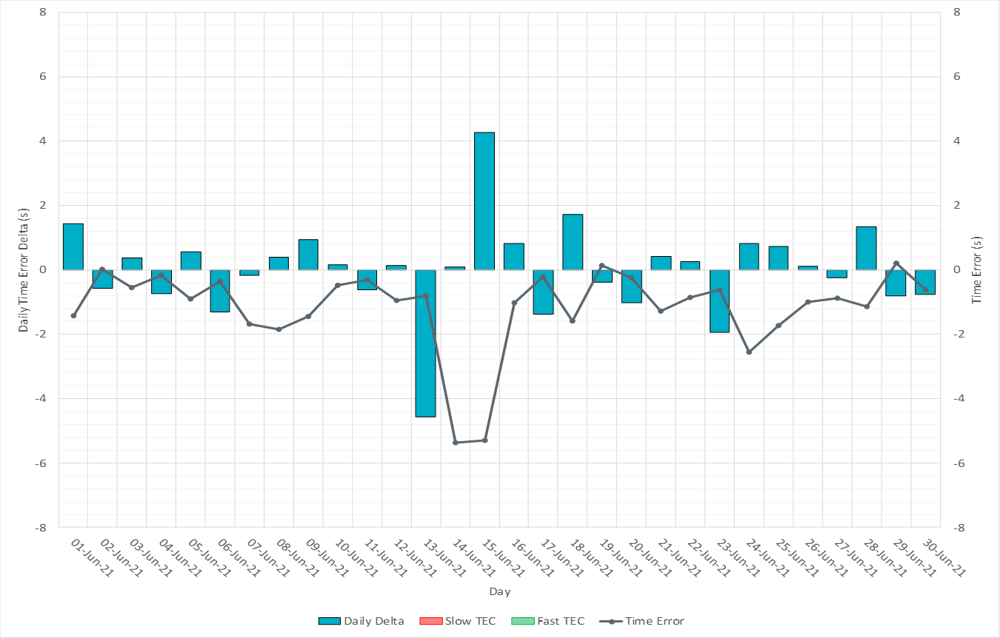 8
6
4
2
0
-2
-4
-6
-8
Daily Time Error Delta (s)
8
6
4
2
0
-2
-4
-6
-8
Time Error (s)
01-Jun-21
02-Jun-21
03-Jun-21
04-Jun-21
05-Jun-21
06-Jun-21
07-Jun-21
08-Jun-21
09-Jun-21
10-Jun-21
11-Jun-21
12-Jun-21
13-Jun-21
14-Jun-21
15-Jun-21
16-Jun-21
17-Jun-21
18-Jun-21
19-Jun-21
20-Jun-21
21-Jun-21
22-Jun-21
23-Jun-21
24-Jun-21
25-Jun-21
26-Jun-21
27-Jun-21
28-Jun-21
29-Jun-21
30-Jun-21
Day
Daily Delta Slow TEC Fast TEC Time Error